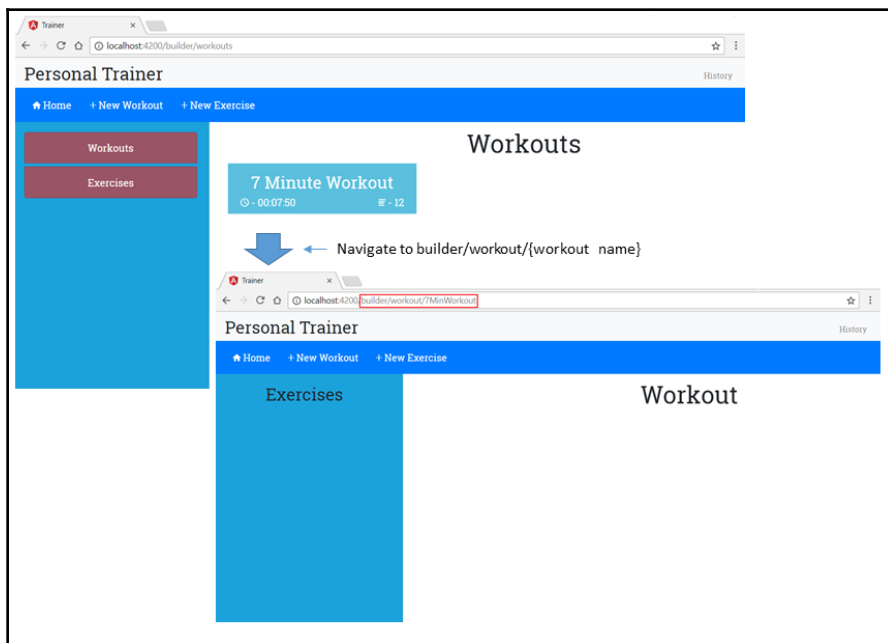 Trainer
localhost:4200/builder/workouts
Personal Trainer
History
Home + New Workout + New Exercise
Workouts
Exercises
Workouts
7 Minute Workout
- 00:07:50
- 12
Navigate to builder/workout/{workout name}
Trainer
localhost:4200/builder/workout/7MinWorkout
Personal Trainer
History
Home + New Workout + New Exercise
Exercises
Workout